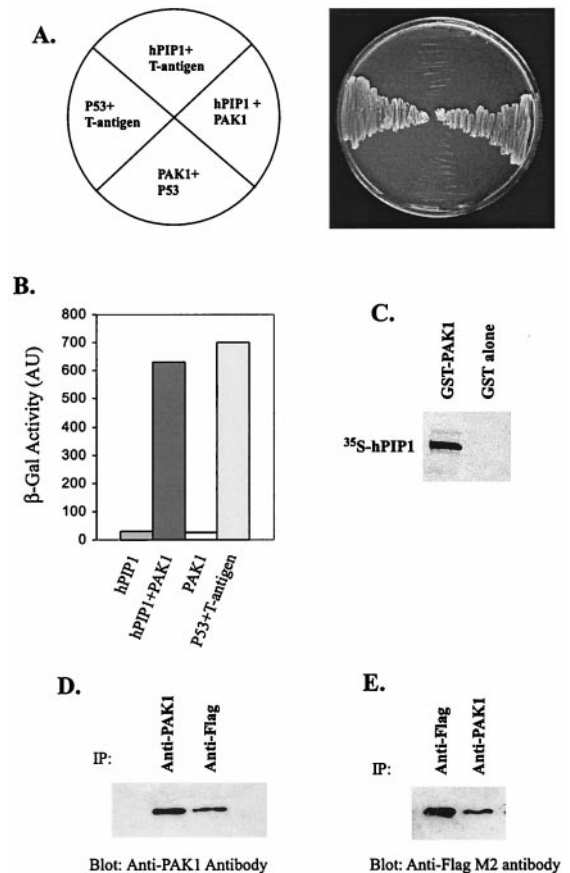 A.
hPIP1+
T-antigen
P53+
T-antigen
hPIP1 +
PAK1
PAK1+
P53
B.
β-Gal Activity (AU)
800
700
600
500
400
300
200
100
0
hPIP1
hPIP1+PAK1
PAK1
P53+T-antigen
C.
GST-PAK1
GST alone
³⁵S-hPIP1
D.
IP:
Anti-PAK1
Anti-Flag
Blot: Anti-PAK1 Antibody
E.
IP:
Anti-Flag
Anti-PAK1
Blot: Anti-Flag M2 antibody